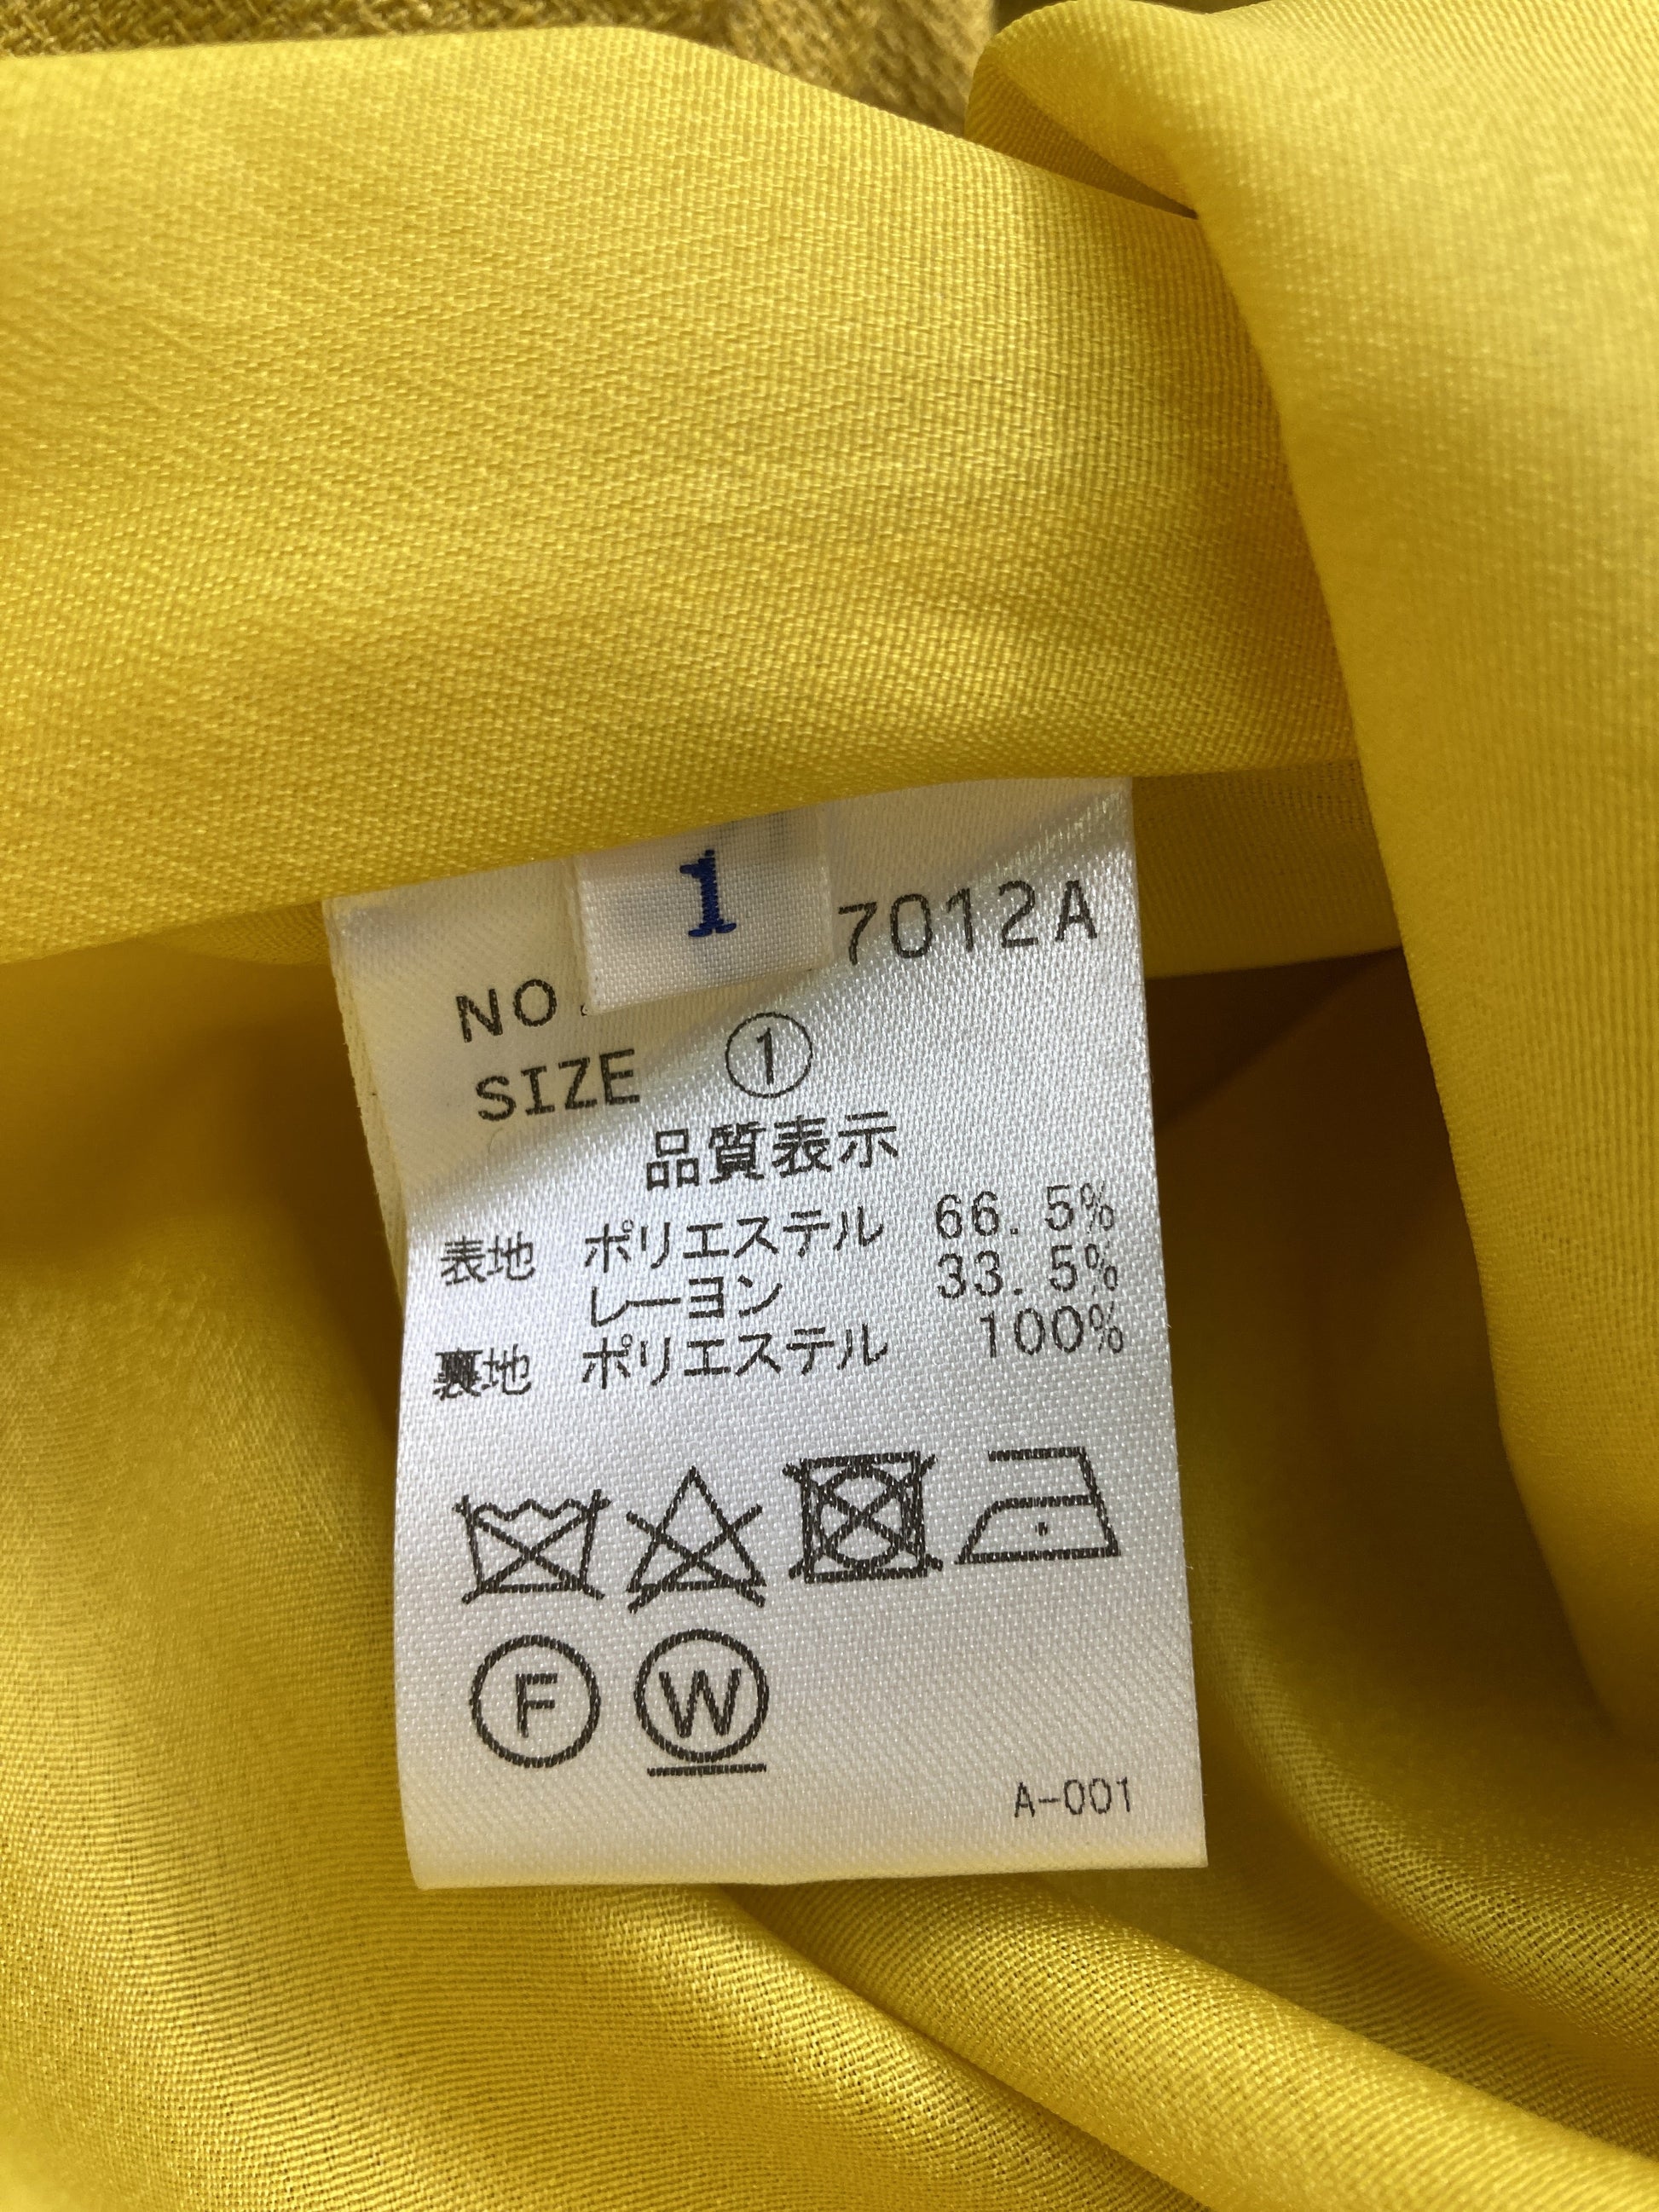 1
NO. 7012A
SIZE ①
品質表示
表地 ポリエステル 66.5%
レーヨン 33.5%
裏地 ポリエステル 100%
F W
A-001